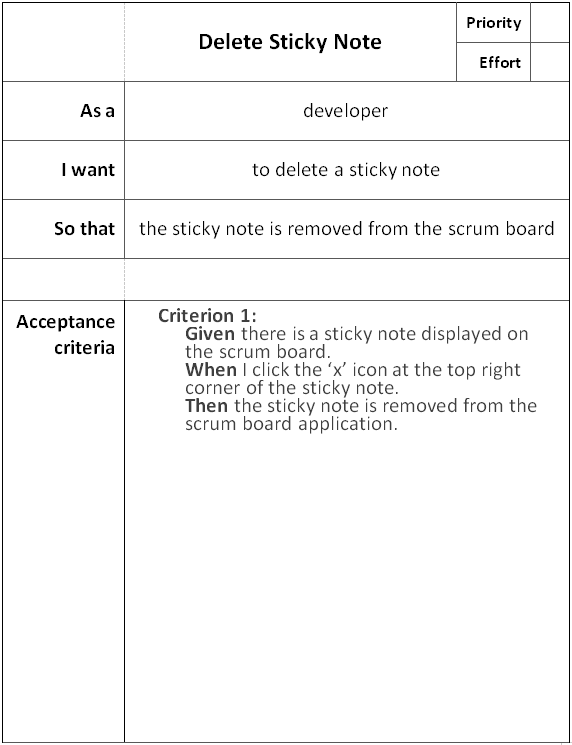 Delete Sticky Note
Priority
Effort
As a
developer
I want
to delete a sticky note
So that
the sticky note is removed from the scrum board
Acceptance
criteria
Criterion 1:
Given there is a sticky note displayed on
the scrum board.
When I click the ‘x’ icon at the top right
corner of the sticky note.
Then the sticky note is removed from the
scrum board application.